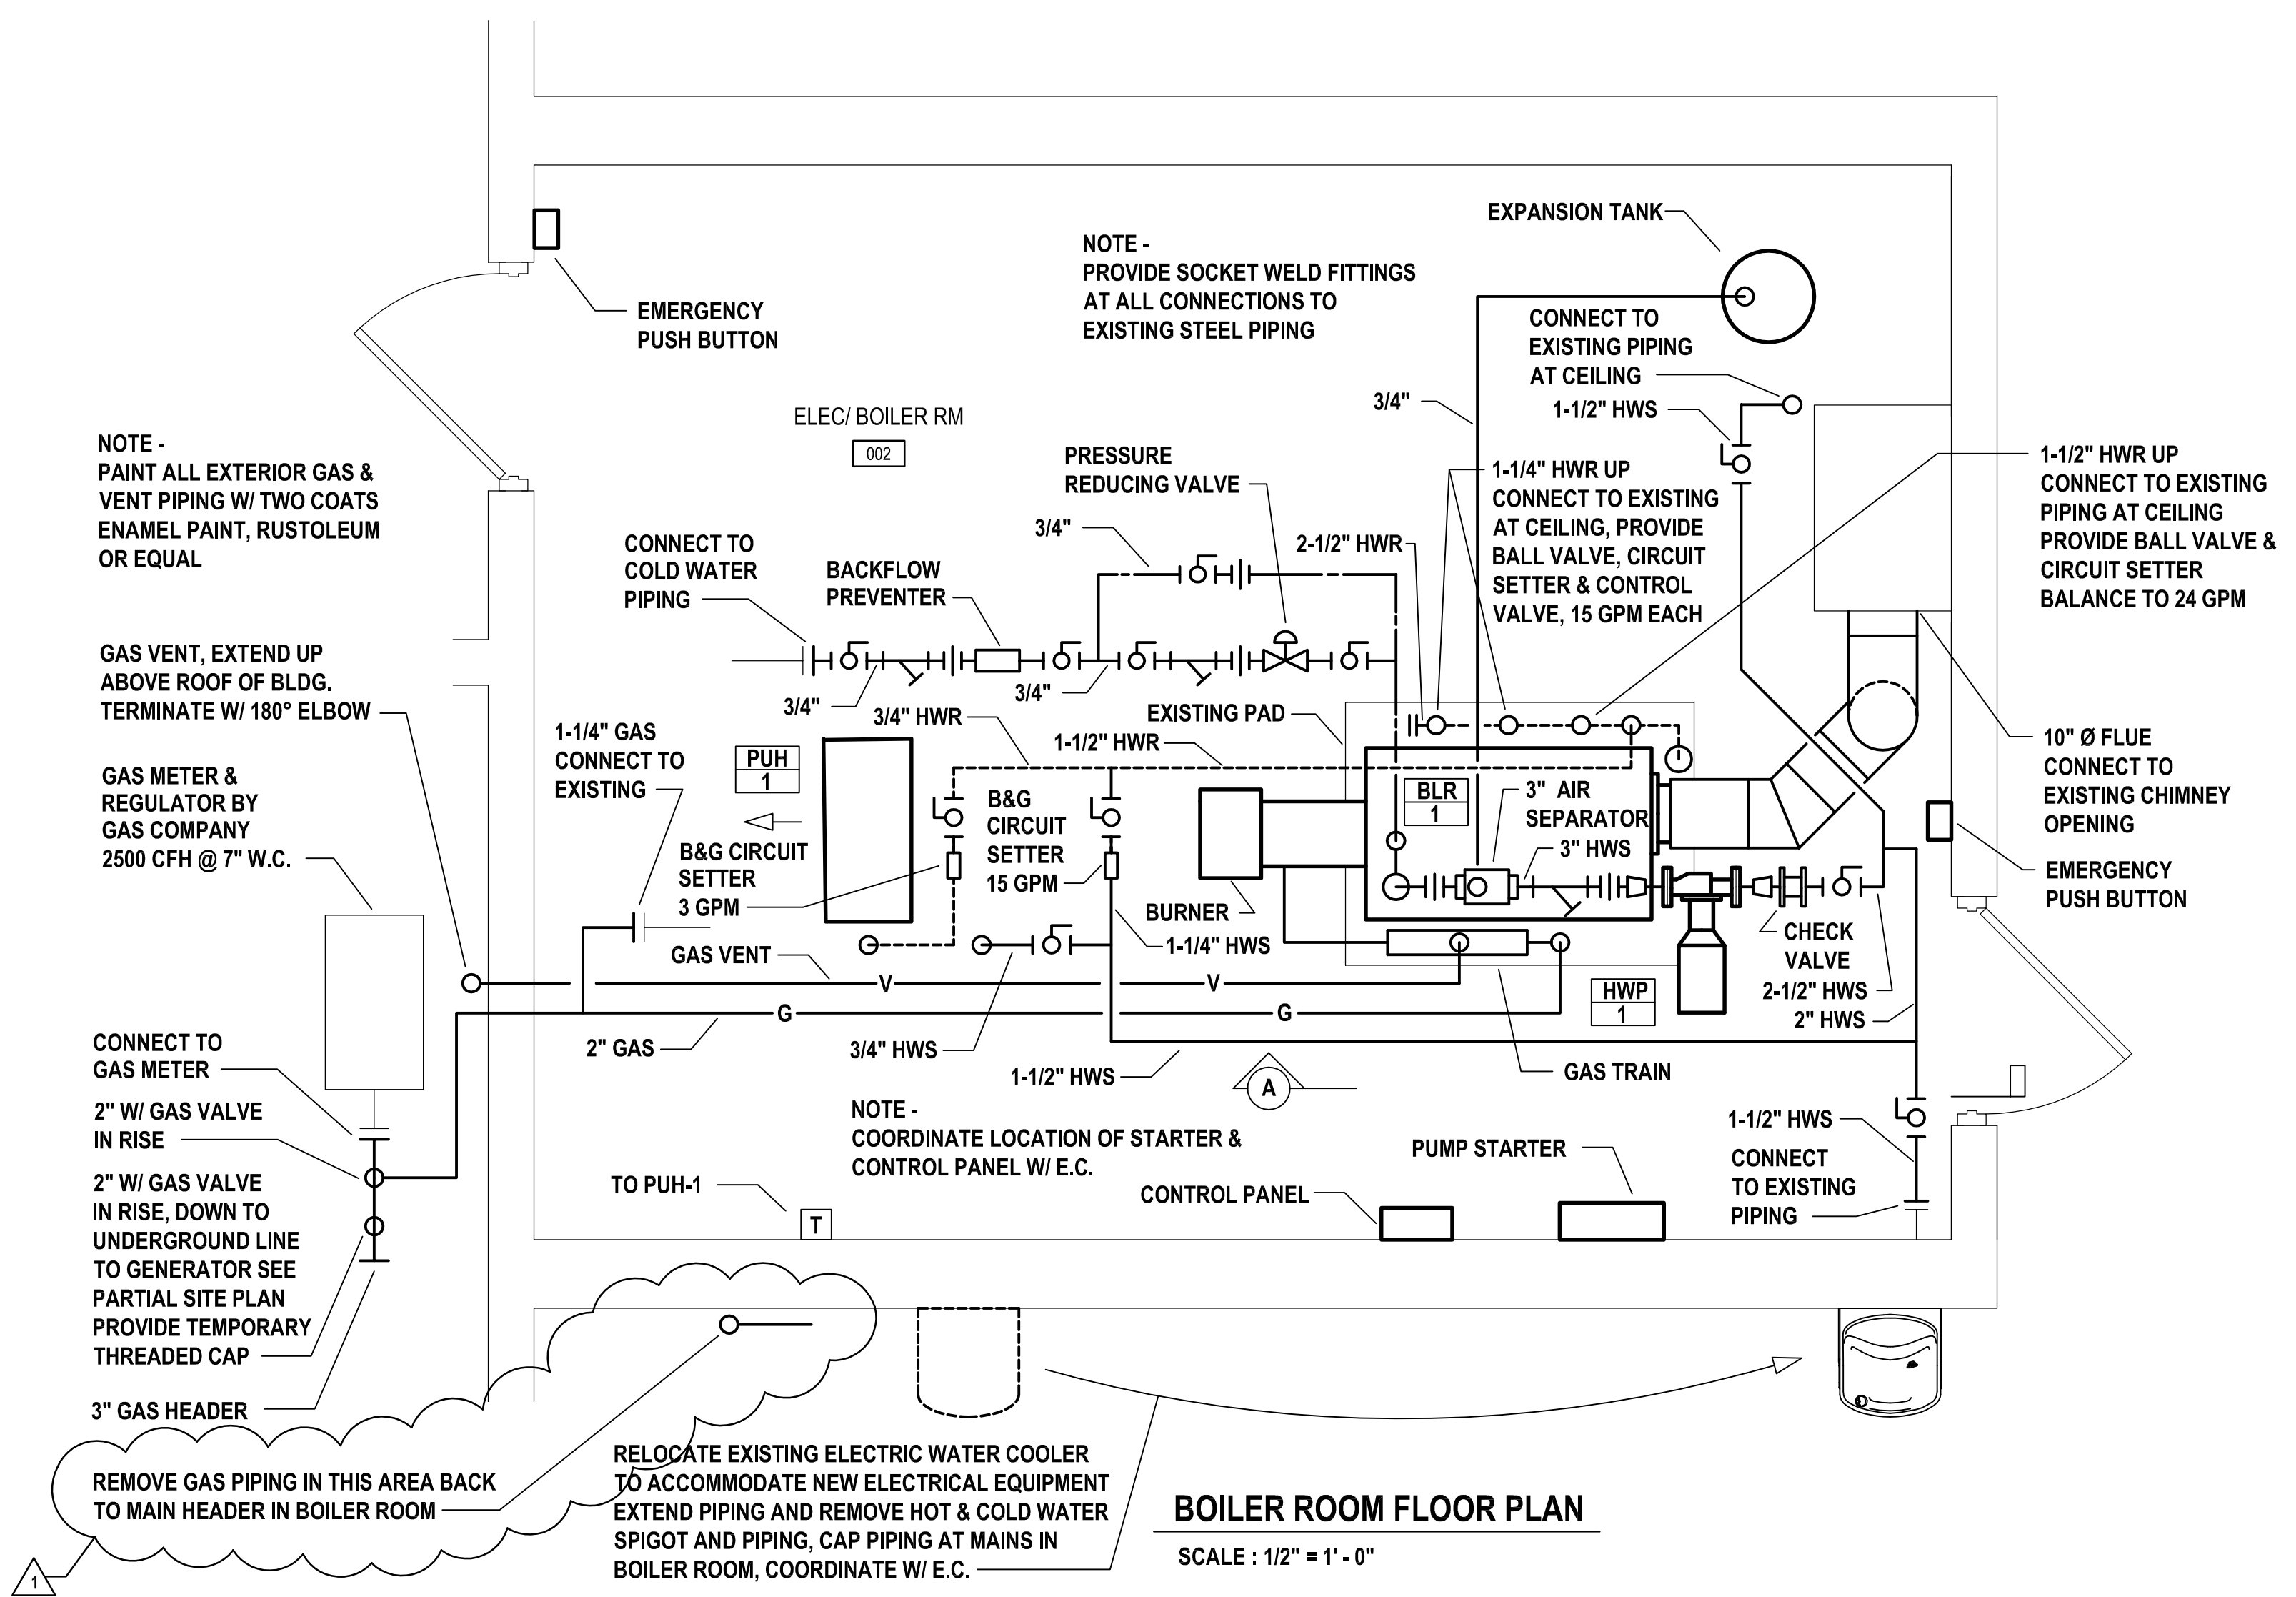 EXPANSION TANK
NOTE -
PROVIDE SOCKET WELD FITTINGS
AT ALL CONNECTIONS TO
EXISTING STEEL PIPING
EMERGENCY
PUSH BUTTON
CONNECT TO
EXISTING PIPING
AT CEILING
1-1/2" HWS
3/4"
ELEC/ BOILER RM
002
NOTE -
PAINT ALL EXTERIOR GAS &
VENT PIPING W/ TWO COATS
ENAMEL PAINT, RUSTOLEUM
OR EQUAL
PRESSURE
REDUCING VALVE
1-1/4" HWR UP
CONNECT TO EXISTING
AT CEILING, PROVIDE
BALL VALVE, CIRCUIT
SETTER & CONTROL
VALVE, 15 GPM EACH
1-1/2" HWR UP
CONNECT TO EXISTING
PIPING AT CEILING
PROVIDE BALL VALVE &
CIRCUIT SETTER
BALANCE TO 24 GPM
3/4"
2-1/2" HWR
CONNECT TO
COLD WATER
PIPING
BACKFLOW
PREVENTER
3/4"
3/4"
GAS VENT, EXTEND UP
ABOVE ROOF OF BLDG.
TERMINATE W/ 180° ELBOW
3/4" HWR
EXISTING PAD
1-1/2" HWR
1-1/4" GAS
CONNECT TO
EXISTING
PUH
1
10" Ø FLUE
CONNECT TO
EXISTING CHIMNEY
OPENING
GAS METER &
REGULATOR BY
GAS COMPANY
2500 CFH @ 7" W.C.
B&G
CIRCUIT
SETTER
15 GPM
BLR
1
3" AIR
SEPARATOR
3" HWS
B&G CIRCUIT
SETTER
3 GPM
EMERGENCY
PUSH BUTTON
BURNER
1-1/4" HWS
CHECK
VALVE
GAS VENT
V
V
HWP
1
2-1/2" HWS
2" HWS
G
G
2" GAS
3/4" HWS
1-1/2" HWS
GAS TRAIN
A
CONNECT TO
GAS METER
2" W/ GAS VALVE
IN RISE
2" W/ GAS VALVE
IN RISE, DOWN TO
UNDERGROUND LINE
TO GENERATOR SEE
PARTIAL SITE PLAN
PROVIDE TEMPORARY
THREADED CAP
3" GAS HEADER
NOTE -
COORDINATE LOCATION OF STARTER &
CONTROL PANEL W/ E.C.
PUMP STARTER
1-1/2" HWS
CONNECT
TO EXISTING
PIPING
TO PUH-1
T
CONTROL PANEL
REMOVE GAS PIPING IN THIS AREA BACK
TO MAIN HEADER IN BOILER ROOM
1
RELOCATE EXISTING ELECTRIC WATER COOLER
TO ACCOMMODATE NEW ELECTRICAL EQUIPMENT
EXTEND PIPING AND REMOVE HOT & COLD WATER
SPIGOT AND PIPING, CAP PIPING AT MAINS IN
BOILER ROOM, COORDINATE W/ E.C.
BOILER ROOM FLOOR PLAN
SCALE : 1/2" = 1' - 0"